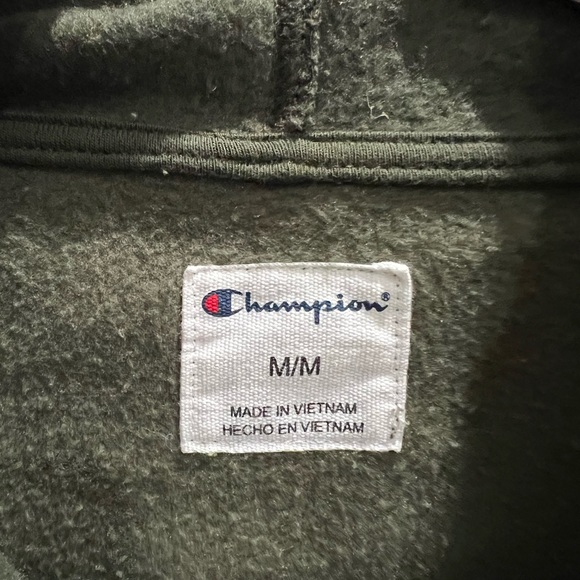 Champion®
M/M
MADE IN VIETNAM
HECHO EN VIETNAM